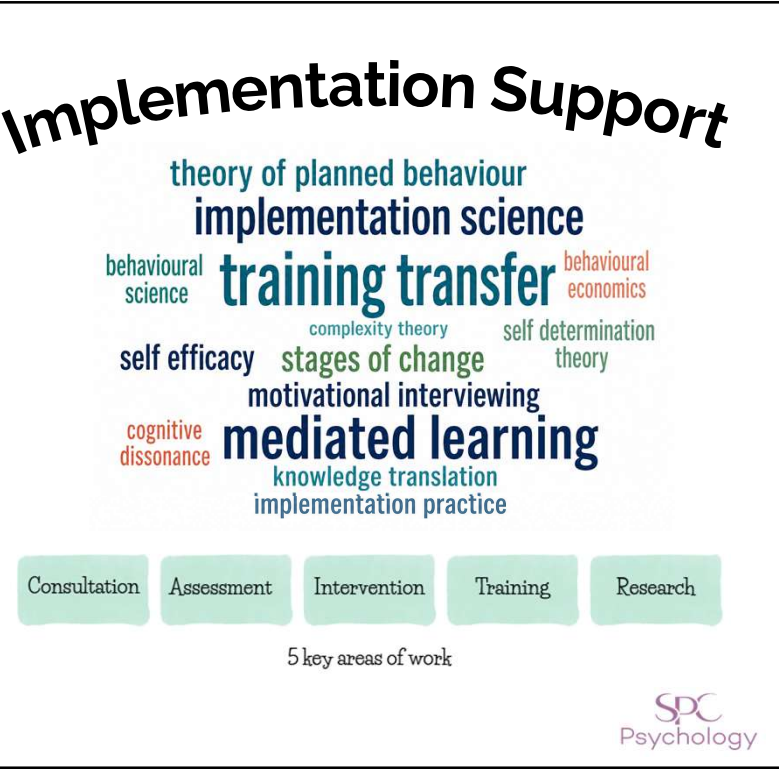 Implementation Support
theory of planned behaviour
implementation science
behavioural
science
training transfer
behavioural
economics
complexity theory
self determination
theory
self efficacy
stages of change
motivational interviewing
cognitive
dissonance
mediated learning
knowledge translation
implementation practice
Consultation
Assessment
Intervention
Training
Research
5 key areas of work
SPC
Psychology